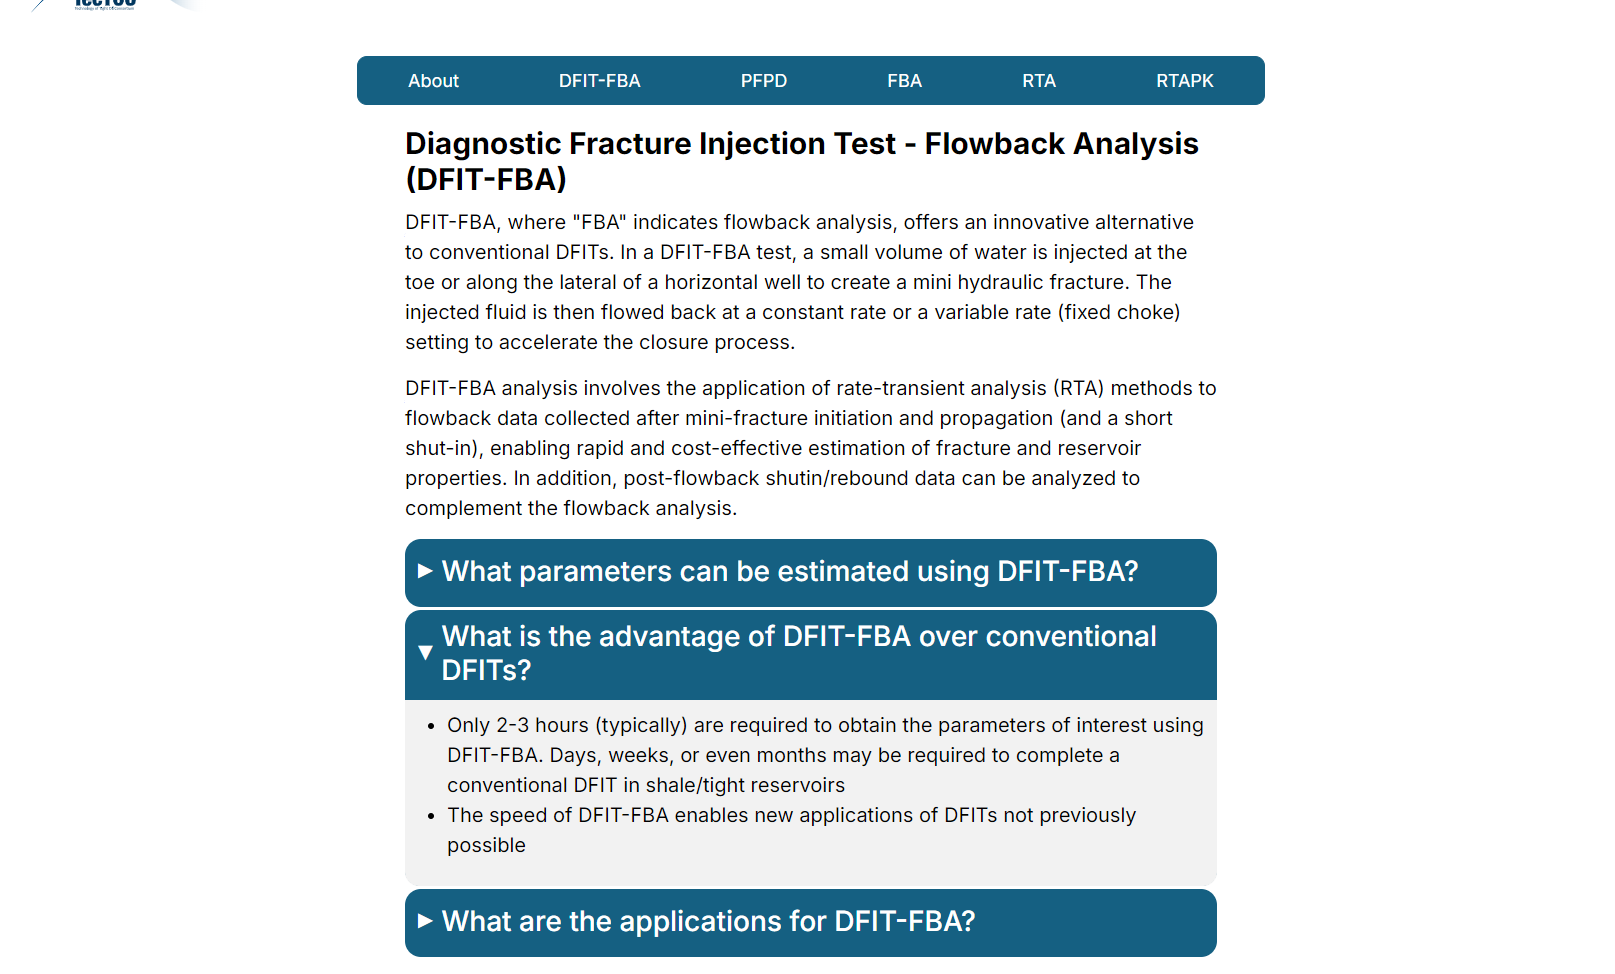 About DFIT-FBA PFPD FBA RTA RTAPK
Diagnostic Fracture Injection Test - Flowback Analysis
(DFIT-FBA)
DFIT-FBA, where "FBA" indicates flowback analysis, offers an innovative alternative
to conventional DFITs. In a DFIT-FBA test, a small volume of water is injected at the
toe or along the lateral of a horizontal well to create a mini hydraulic fracture. The
injected fluid is then flowed back at a constant rate or a variable rate (fixed choke)
setting to accelerate the closure process.
DFIT-FBA analysis involves the application of rate-transient analysis (RTA) methods to
flowback data collected after mini-fracture initiation and propagation (and a short
shut-in), enabling rapid and cost-effective estimation of fracture and reservoir
properties. In addition, post-flowback shutin/rebound data can be analyzed to
complement the flowback analysis.
What parameters can be estimated using DFIT-FBA?
What is the advantage of DFIT-FBA over conventional
DFITs?
• Only 2-3 hours (typically) are required to obtain the parameters of interest using
DFIT-FBA. Days, weeks, or even months may be required to complete a
conventional DFIT in shale/tight reservoirs
• The speed of DFIT-FBA enables new applications of DFITs not previously
possible
What are the applications for DFIT-FBA?